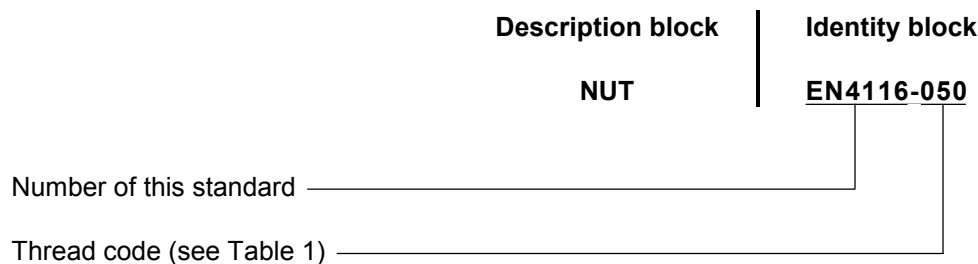 Description block Identity block
NUT EN4116-050
Number of this standard
Thread code (see Table 1)